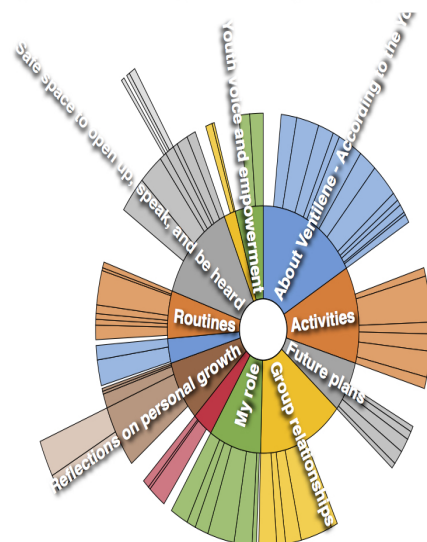 Safe space to open up, speak, and be heard
Youth voice and empowerment
About Ventilene - According to the
Routines
Activities
Future plans
Reflections on personal growth
My role
Group relationships